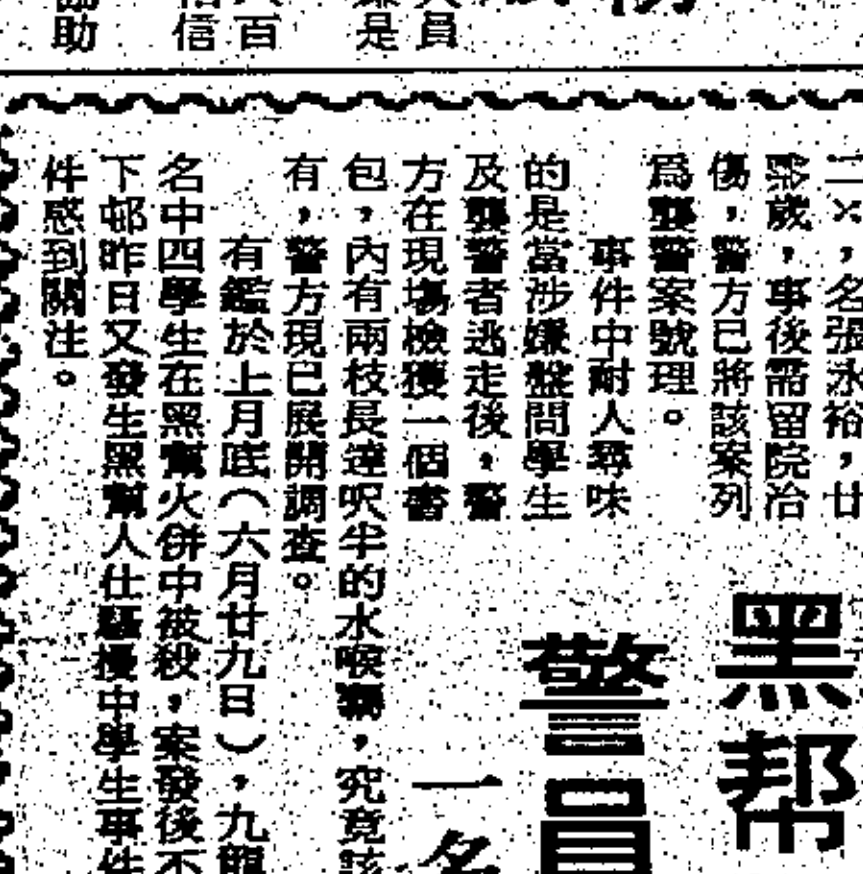 員
是
百
信
助
二×，名張水裕，廿
歲，事後需留院冶
傷，警方已將該案列
爲襲警案號理。
事件中耐人尋味
的是當涉嫌盤問學生
及襲警者逃走後，警
方在現場檢獲一個書
包，內有兩枝長達呎半的水喉，究竟該
有，警方現已展開調查。
有鑑於上月底（六月廿九日），九龍
名中四學生在黑幫火併中被殺，案發後不
下邨昨日又發生黑幫人仕騷擾中學生事件
件感到關注。
黑幫
警員
一名